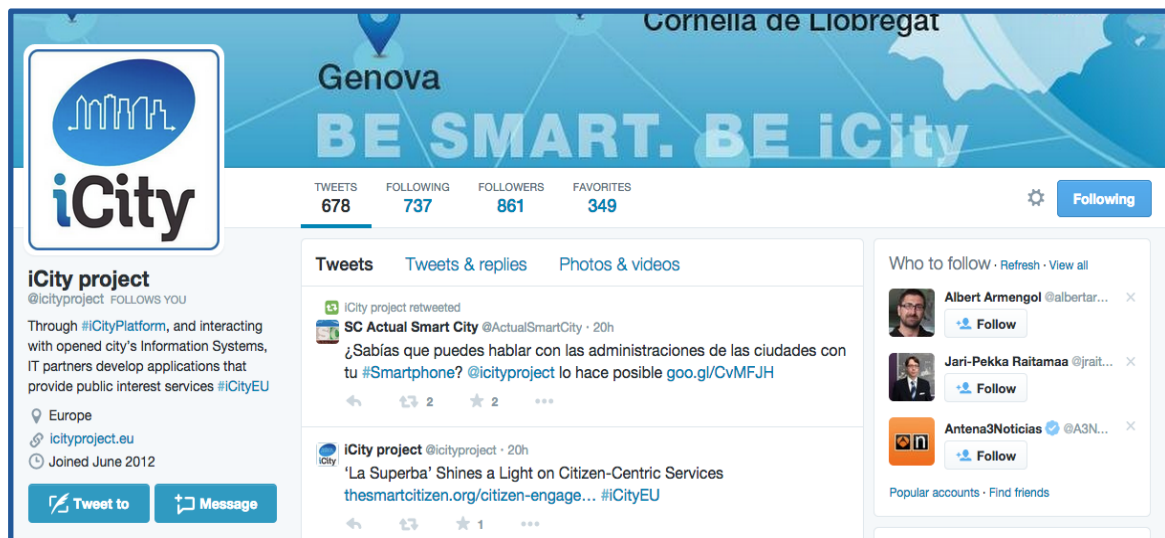 Cornellà de Llobregat
Genova
BE SMART. BE iCity
iCity
TWEETS FOLLOWING FOLLOWERS FAVORITES
678 737 861 349
Following
iCity project
@icityproject FOLLOWS YOU
Through #iCityPlatform, and interacting
with opened city's Information Systems,
IT partners develop applications that
provide public interest services #iCityEU
Europe
icityproject.eu
Joined June 2012
Tweet to Message
Tweets Tweets & replies Photos & videos
iCity project retweeted
SC Actual Smart City @ActualSmartCity · 20h
¿Sabías que puedes hablar con las administraciones de las ciudades con
tu #Smartphone? @icityproject lo hace posible goo.gl/CvMFJH
2 2
iCity
iCity project @icityproject · 20h
‘La Superba’ Shines a Light on Citizen-Centric Services
thesmartcitizen.org/citizen-engage... #iCityEU
1
Who to follow · Refresh · View all
Albert Armengol @albertar...
Follow
Jari-Pekka Raitamaa @jrait...
Follow
Antena3Noticias @A3N...
Follow
Popular accounts · Find friends